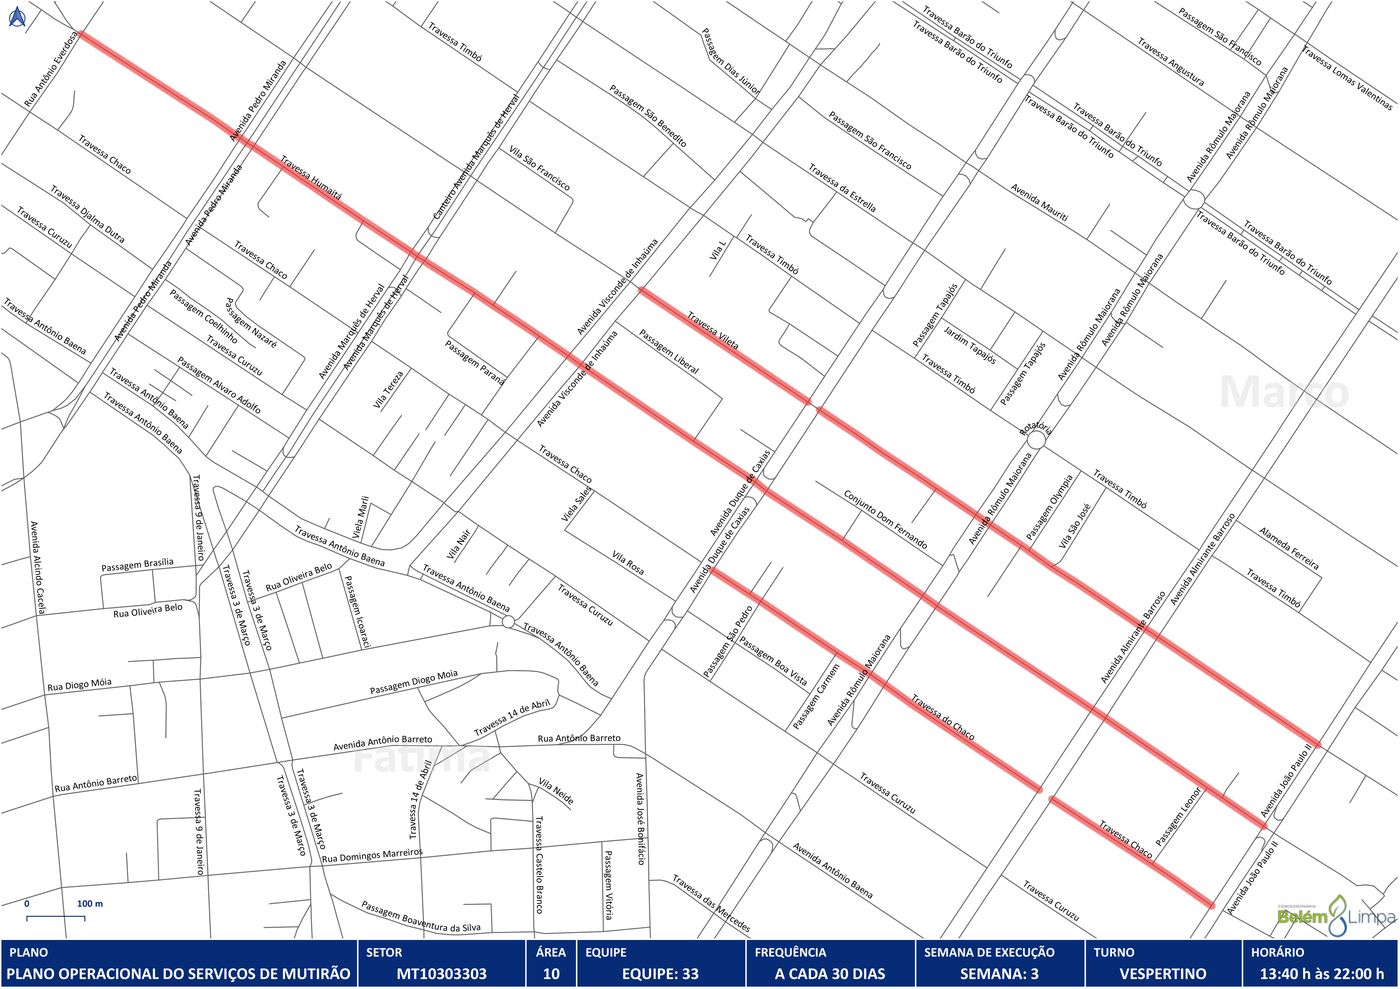 Travessa Barão do Triunfo
Travessa Barão do Triunfo
Passagem São Francisco
Travessa Angustura
Travessa Lomas Valentinas
Travessa Timbó
Passagem Dias Júnior
Rua Antônio Everdosa
Avenida Pedro Miranda
Avenida Pedro Miranda
Avenida Pedro Miranda
Canteiro Avenida Marquês de Herval
Passagem São Benedito
Passagem São Francisco
Travessa Barão do Triunfo
Travessa Barão do Triunfo
Avenida Rômulo Maiorana
Avenida Rômulo Maiorana
Travessa Chaco
Travessa Humaitá
Vila São Francisco
Travessa da Estrella
Avenida Mauriti
Travessa Djalma Dutra
Travessa Curuzu
Travessa Barão do Triunfo
Travessa Barão do Triunfo
Travessa Chaco
Vila L
Travessa Timbó
Avenida Visconde de Inhaúma
Avenida Visconde de Inhaúma
Avenida Rômulo Maiorana
Avenida Rômulo Maiorana
Travessa Antônio Baena
Passagem Coelhinho
Passagem Nazaré
Travessa Curuzu
Avenida Marquês de Herval
Avenida Marquês de Herval
Travessa Vileta
Passagem Liberal
Passagem Paraná
Passagem Tapajós
Jardim Tapajós
Passagem Tapajós
Travessa Timbó
Passagem Alvaro Adolfo
Travessa Antônio Baena
Travessa Antônio Baena
Vila Tereza
Marco
Rotatória
Travessa Chaco
Viela Sales
Avenida Duque de Caxias
Avenida Duque de Caxias
Conjunto Dom Fernando
Avenida Rômulo Maiorana
Travessa Timbó
Passagem Olympia
Vila São José
Travessa 9 de Janeiro
Viela Marli
Avenida Alcindo Cacela
Travessa Antônio Baena
Vila Nair
Vila Rosa
Avenida Almirante Barroso
Avenida Almirante Barroso
Alameda Ferreira
Travessa Timbó
Passagem Brasília
Rua Oliveira Belo
Rua Oliveira Belo
Travessa 3 de Março
Travessa 3 de Março
Passagem Icoaraci
Travessa Antônio Baena
Travessa Curuzu
Travessa Antônio Baena
Passagem São Pedro
Passagem Boa Vista
Passagem Carmem
Avenida Rômulo Maiorana
Rua Diogo Móia
Passagem Diogo Moia
Travessa 14 de Abril
Travessa do Chaco
Avenida Antônio Barreto
Rua Antônio Barreto
Fátima
Rua Antônio Barreto
Travessa 14 de Abril
Vila Neide
Avenida José Bonifácio
Travessa Curuzu
Avenida João Paulo II
Avenida João Paulo II
Passagem Leonor
Travessa Chaco
Travessa 9 de Janeiro
Travessa 3 de Março
Travessa 3 de Março
Rua Domingos Marreiros
Travessa Castelo Branco
Passagem Vitória
Travessa das Mercedes
Avenida Antônio Baena
Travessa Curuzu
Passagem Boaventura da Silva
0 100 m
CONCESSIONÁRIA
Belém Limpa
PLANO
PLANO OPERACIONAL DO SERVIÇOS DE MUTIRÃO
SETOR
MT10303303
ÁREA
10
EQUIPE
EQUIPE: 33
FREQUÊNCIA
A CADA 30 DIAS
SEMANA DE EXECUÇÃO
SEMANA: 3
TURNO
VESPERTINO
HORÁRIO
13:40 h às 22:00 h